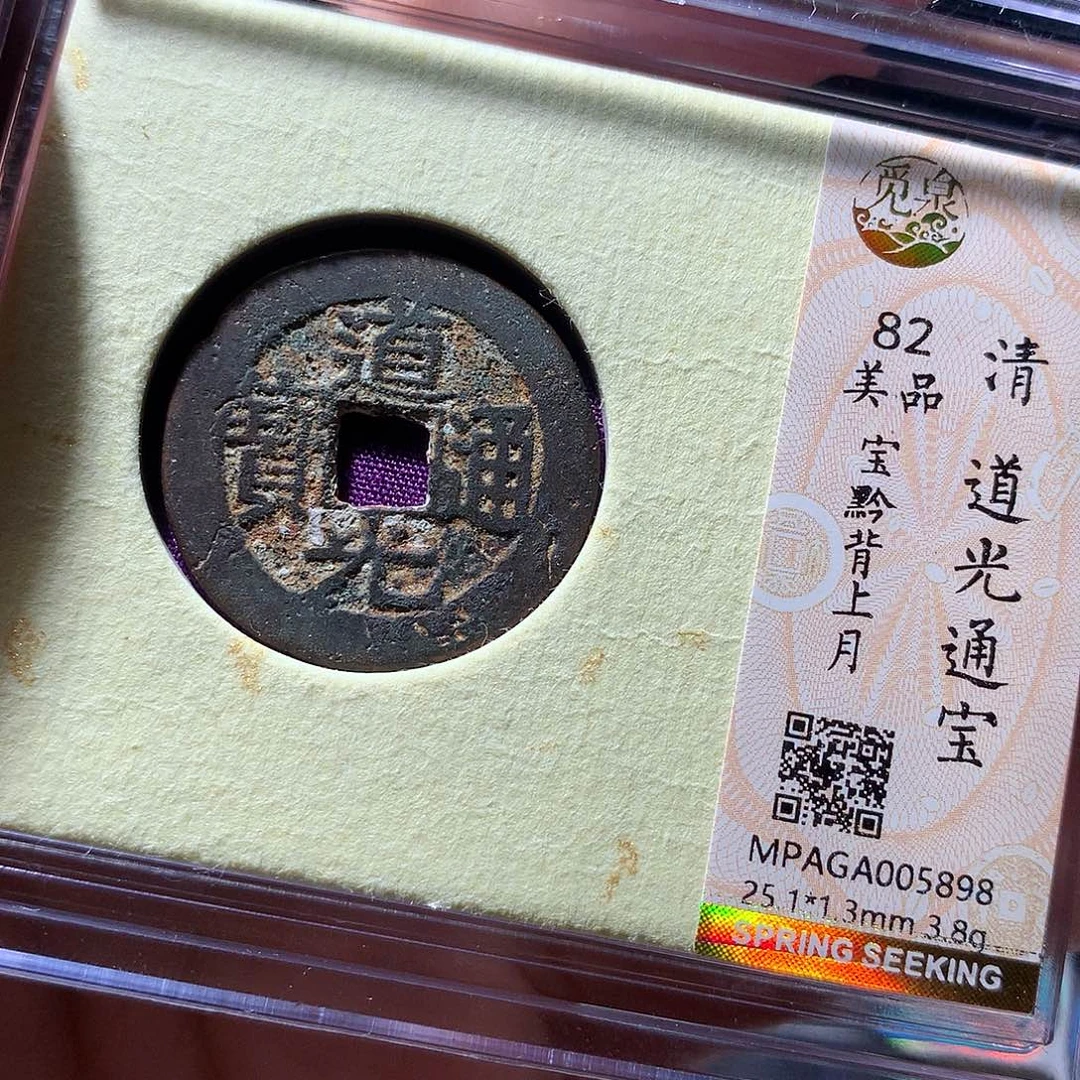 道光通寶
觅泉
82
美品
宝黔背上月
清 道光通宝
MPAGA005898
25.1*1.3mm 3.8g
SPRING SEEKING